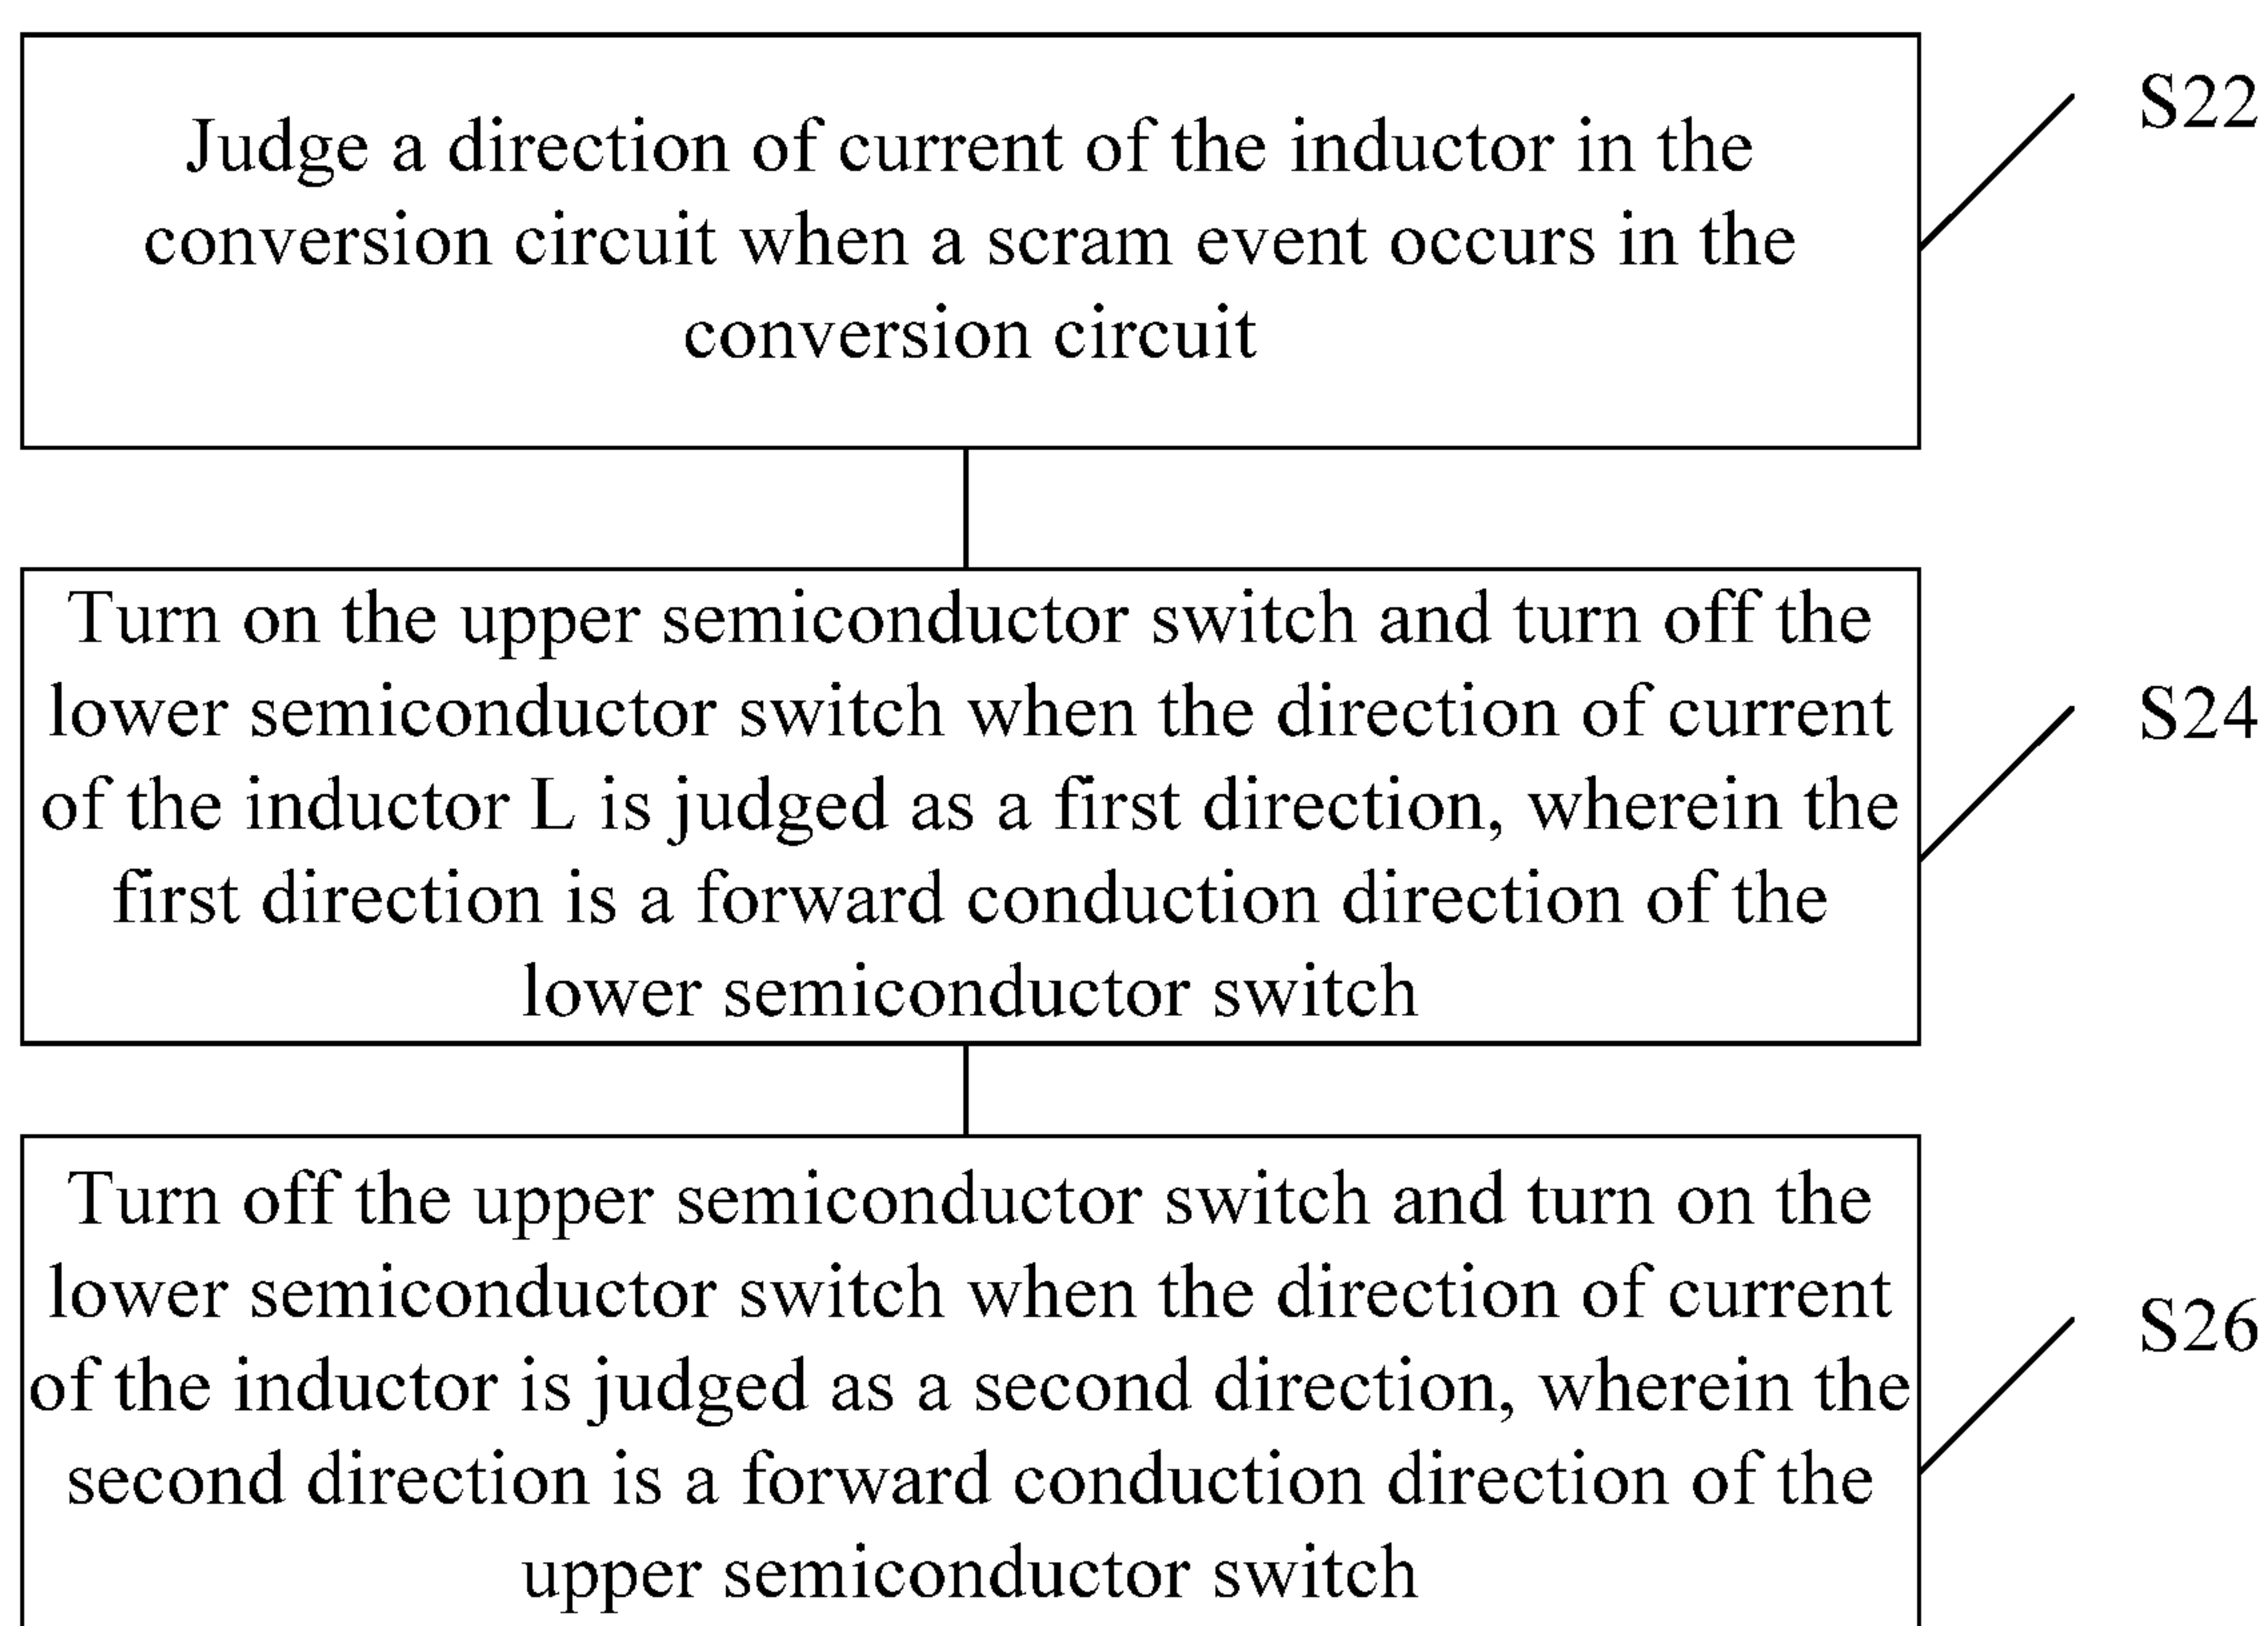 Judge a direction of current of the inductor in the
conversion circuit when a scram event occurs in the
conversion circuit
S22
Turn on the upper semiconductor switch and turn off the
lower semiconductor switch when the direction of current
of the inductor L is judged as a first direction, wherein the
first direction is a forward conduction direction of the
lower semiconductor switch
S24
Turn off the upper semiconductor switch and turn on the
lower semiconductor switch when the direction of current
of the inductor is judged as a second direction, wherein the
second direction is a forward conduction direction of the
upper semiconductor switch
S26